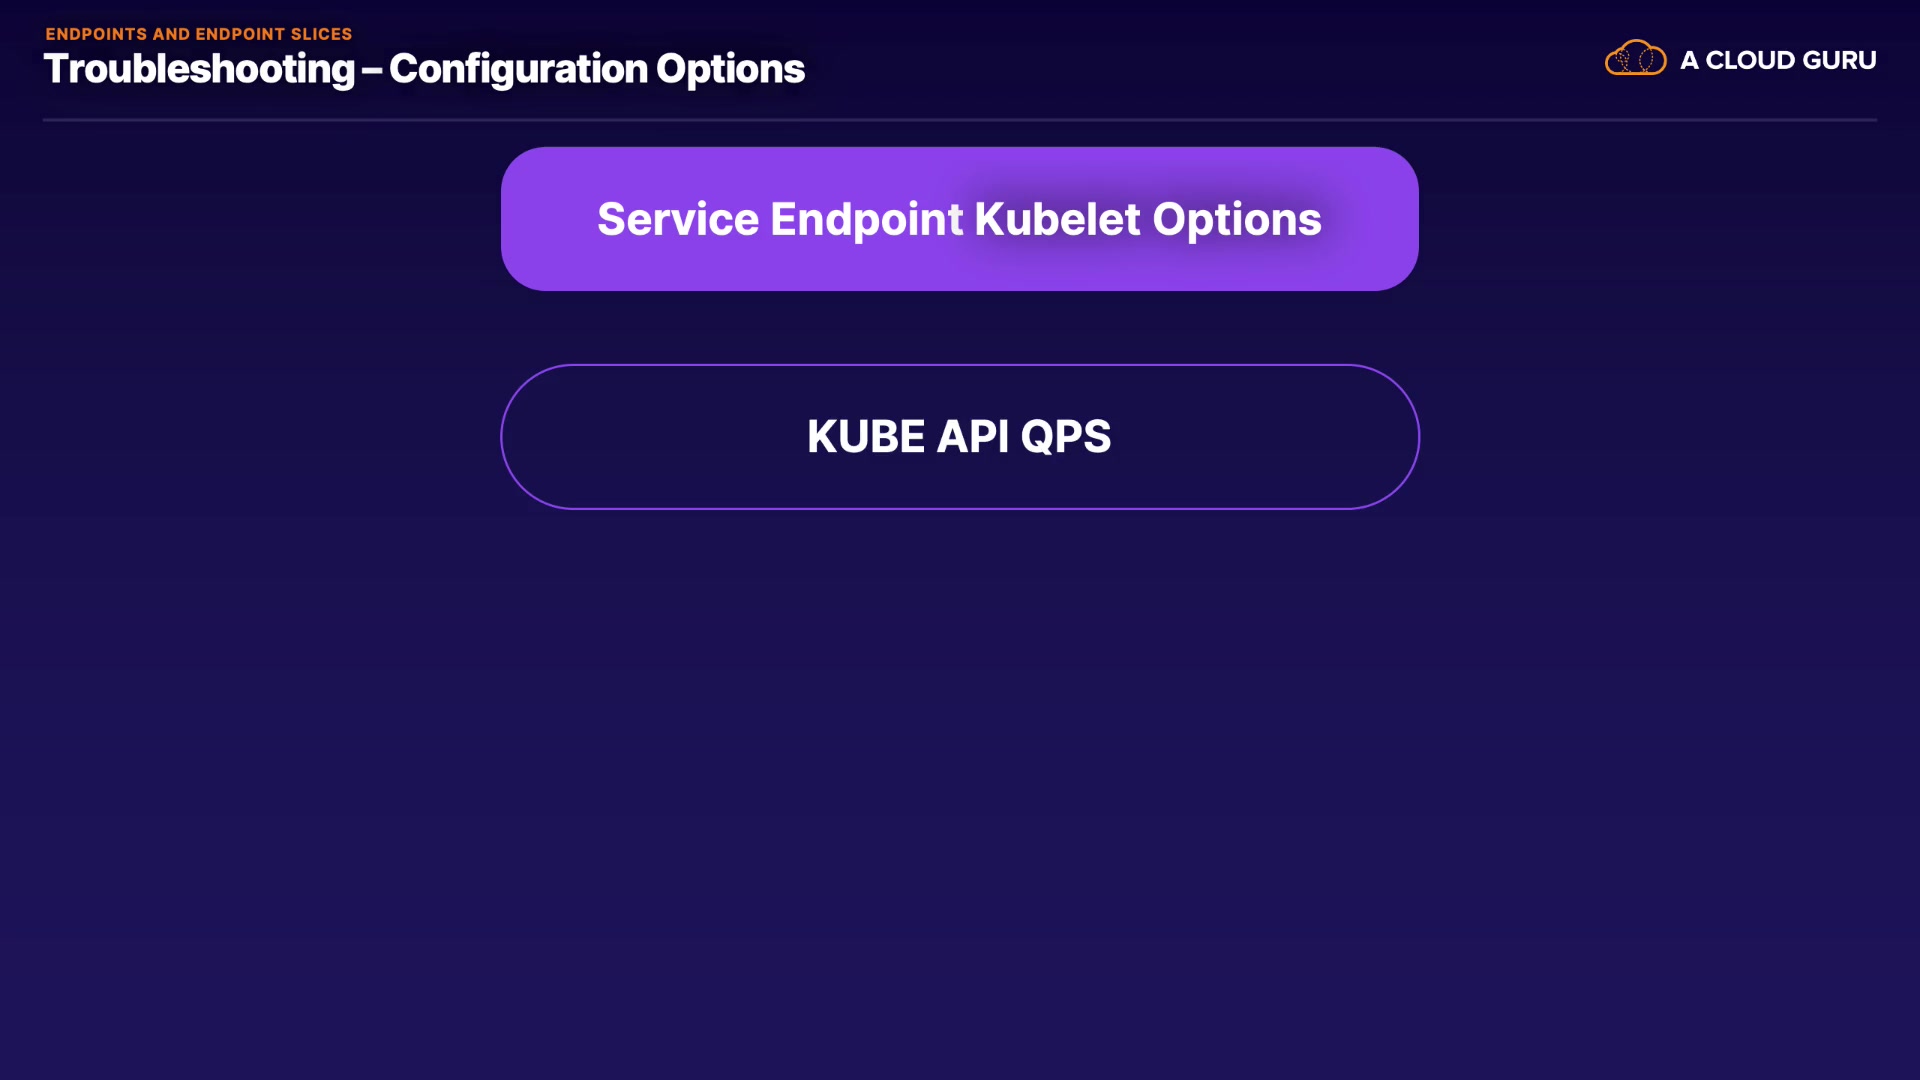 ENDPOINTS AND ENDPOINT SLICES
Troubleshooting – Configuration Options
A CLOUD GURU
Service Endpoint Kubelet Options
KUBE API QPS